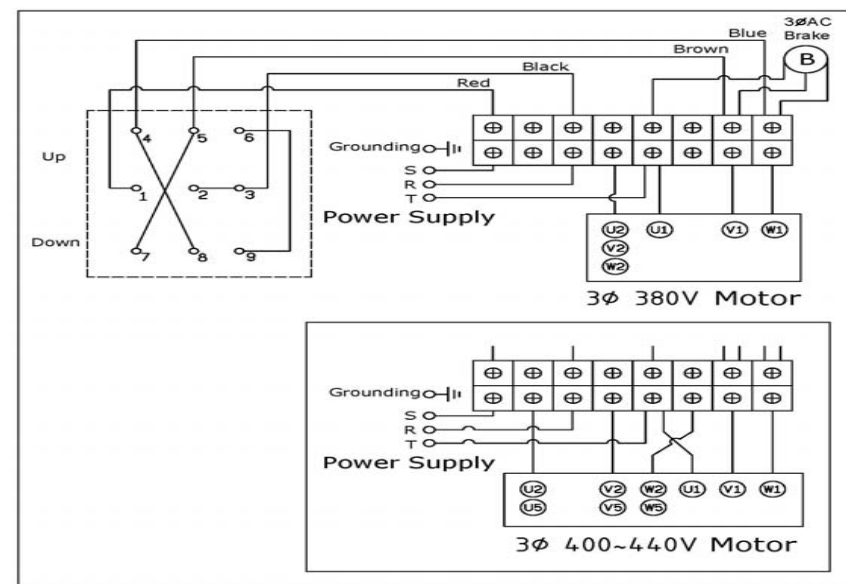 3ØAC
Brake
Blue
B
Brown
Black
Red
4 5 6
Grounding
Up
S
1 2 3
R
T
Power Supply
Down
7 8 9
U2 U1 V1 W1
V2
W2
3Ø 380V Motor
Grounding
S
R
T
Power Supply
U2 V2 W2 U1 V1 W1
U5 V5 W5
3Ø 400~440V Motor